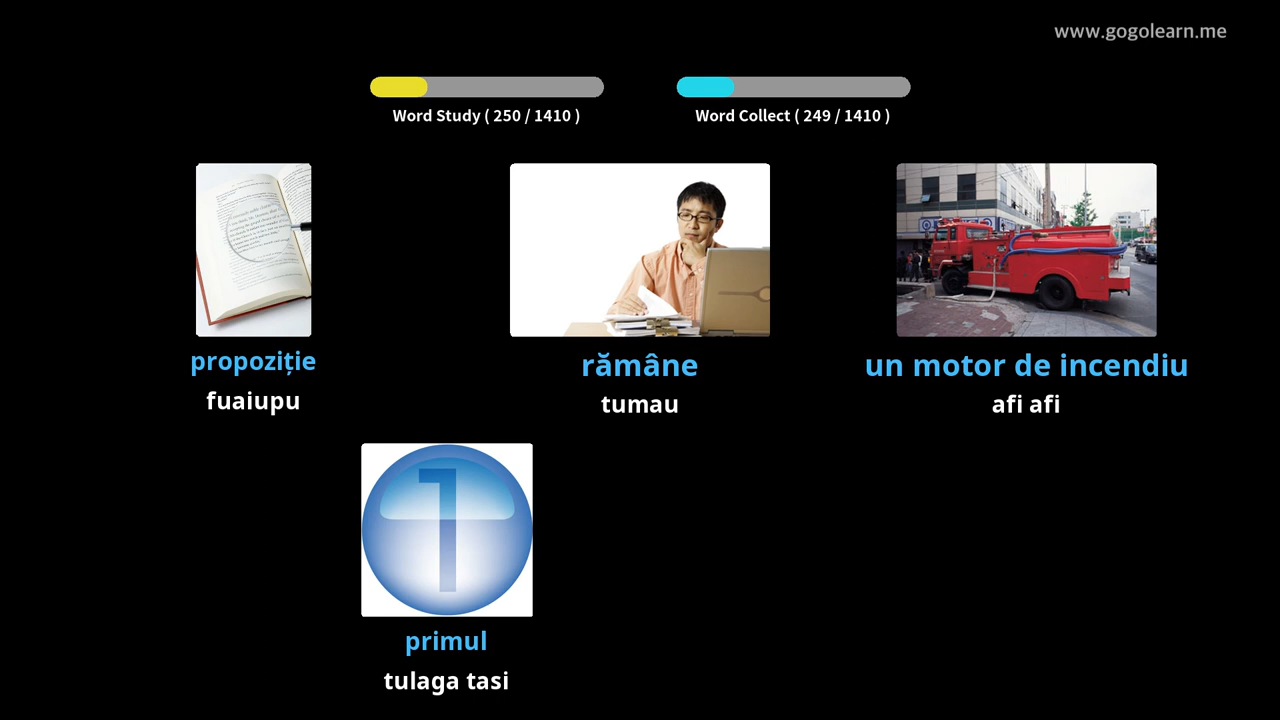 www.gogolearn.me
Word Study ( 250 / 1410 )
Word Collect ( 249 / 1410 )
propoziție
fuaiupu
rămâne
tumau
un motor de incendiu
afi afi
1
primul
tulaga tasi